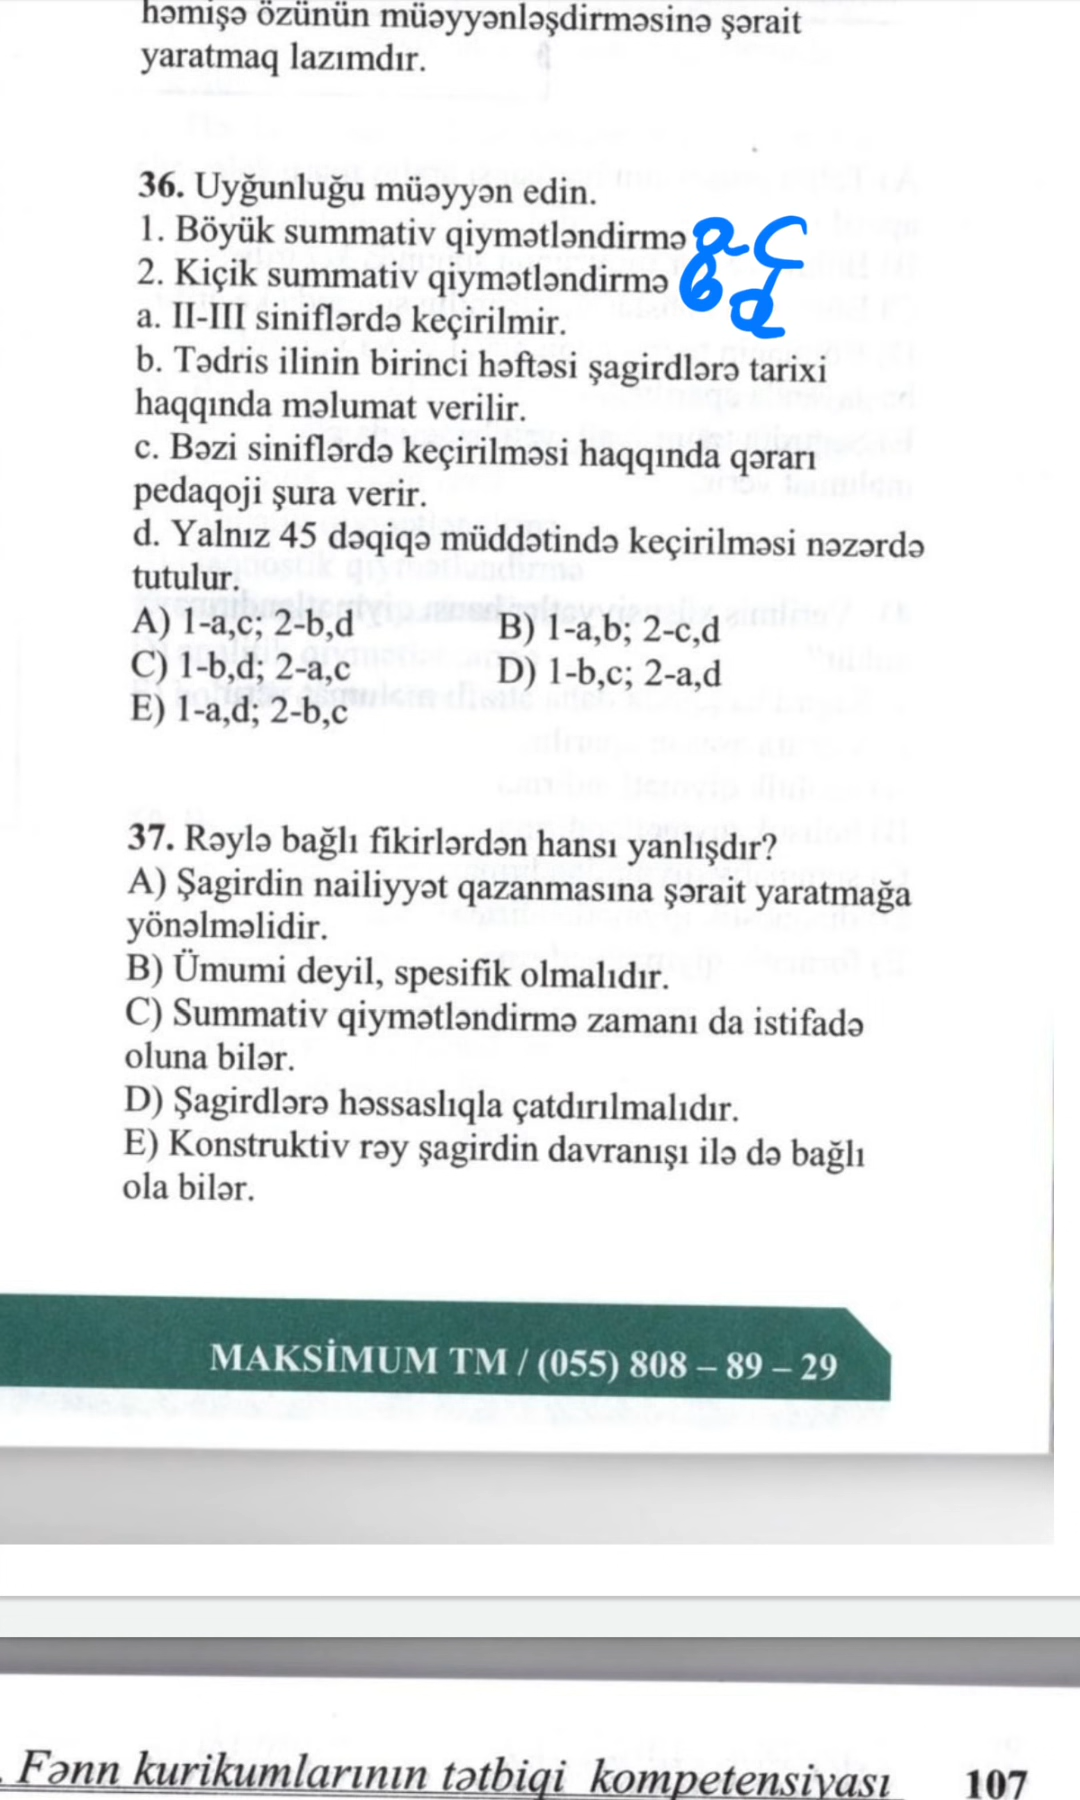 həmişə özünün müəyyənləşdirməsinə şərait
yaratmaq lazımdır.
36. Uyğunluğu müəyyən edin.
1. Böyük summativ qiymətləndirmə a c
2. Kiçik summativ qiymətləndirmə b d
a. II-III siniflərdə keçirilmir.
b. Tədris ilinin birinci həftəsi şagirdlərə tarixi
haqqında məlumat verilir.
c. Bəzi siniflərdə keçirilməsi haqqında qərarı
pedaqoji şura verir.
d. Yalnız 45 dəqiqə müddətində keçirilməsi nəzərdə
tutulur.
A) 1-a,c; 2-b,d B) 1-a,b; 2-c,d
C) 1-b,d; 2-a,c D) 1-b,c; 2-a,d
E) 1-a,d; 2-b,c
37. Rəylə bağlı fikirlərdən hansı yanlışdır?
A) Şagirdin nailiyyət qazanmasına şərait yaratmağa
yönəlməlidir.
B) Ümumi deyil, spesifik olmalıdır.
C) Summativ qiymətləndirmə zamanı da istifadə
oluna bilər.
D) Şagirdlərə həssaslıqla çatdırılmalıdır.
E) Konstruktiv rəy şagirdin davranışı ilə də bağlı
ola bilər.
MAKSİMUM TM / (055) 808 – 89 – 29
. Fənn kurikumlarının tətbiqi kompetensiyası 107